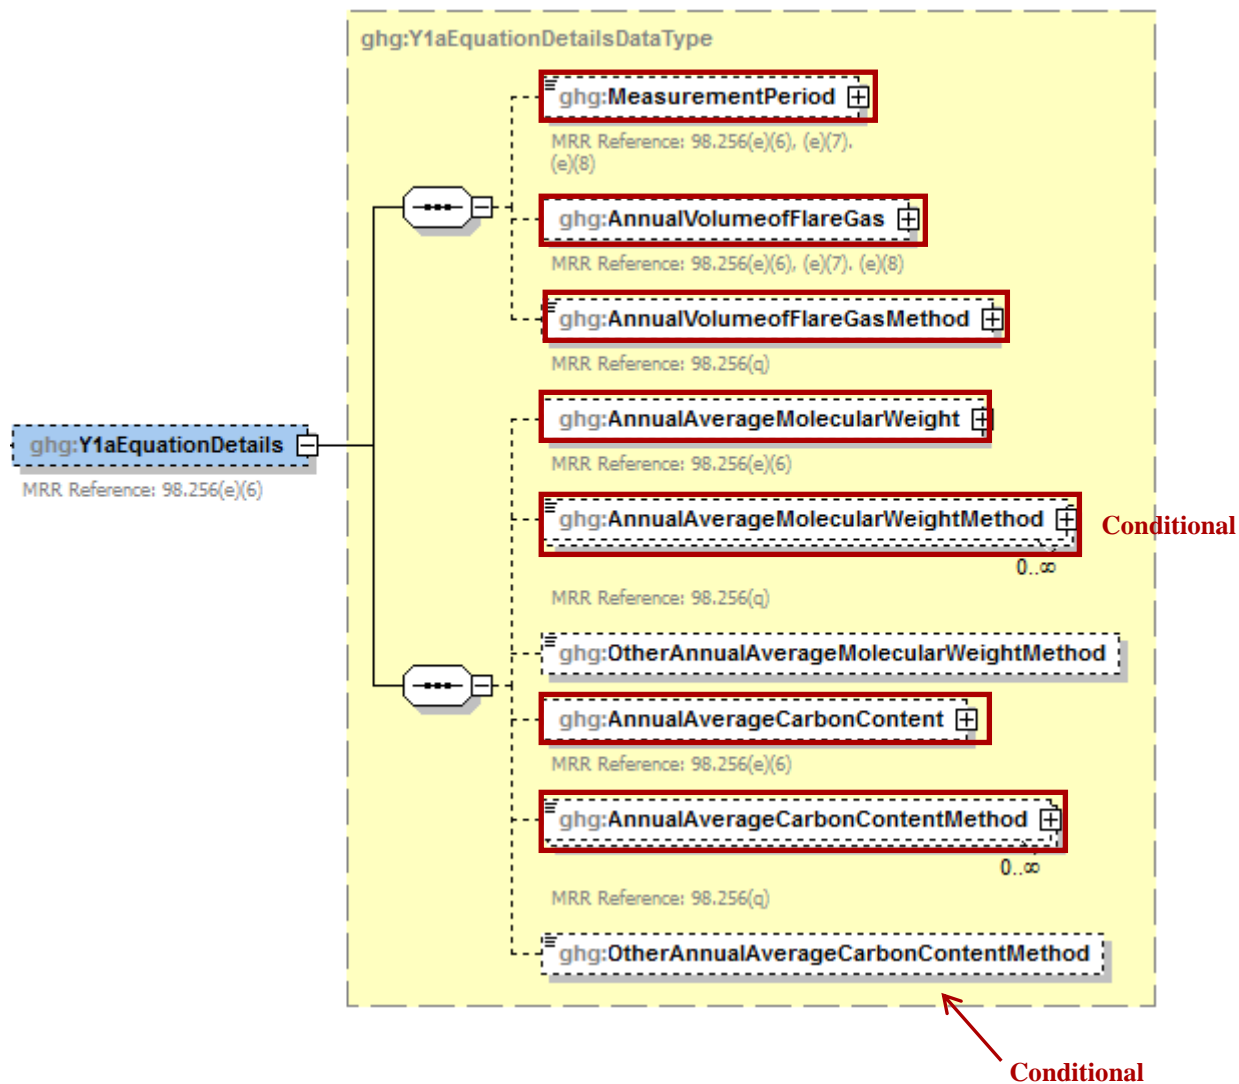 ghg:Y1aEquationDetailsDataType
ghg:MeasurementPeriod
MRR Reference: 98.256(e)(6), (e)(7).
(e)(8)
ghg:AnnualVolumeofFlareGas
MRR Reference: 98.256(e)(6), (e)(7). (e)(8)
ghg:AnnualVolumeofFlareGasMethod
MRR Reference: 98.256(q)
ghg:AnnualAverageMolecularWeight
MRR Reference: 98.256(e)(6)
ghg:Y1aEquationDetails
MRR Reference: 98.256(e)(6)
ghg:AnnualAverageMolecularWeightMethod
Conditional
0..∞
MRR Reference: 98.256(q)
ghg:OtherAnnualAverageMolecularWeightMethod
ghg:AnnualAverageCarbonContent
MRR Reference: 98.256(e)(6)
ghg:AnnualAverageCarbonContentMethod
0..∞
MRR Reference: 98.256(q)
ghg:OtherAnnualAverageCarbonContentMethod
Conditional